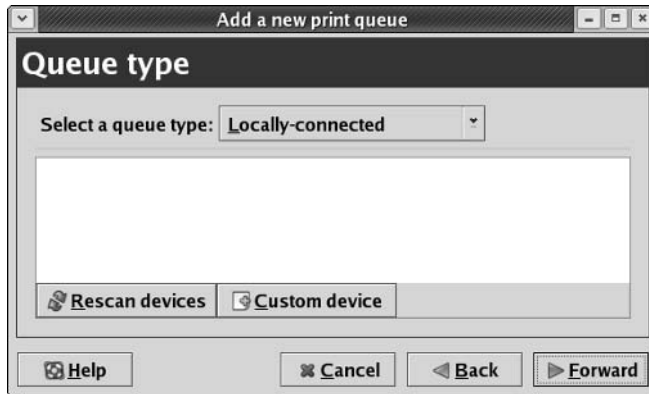 Add a new print queue
Queue type
Select a queue type: Locally-connected
Rescan devices Custom device
Help Cancel Back Forward